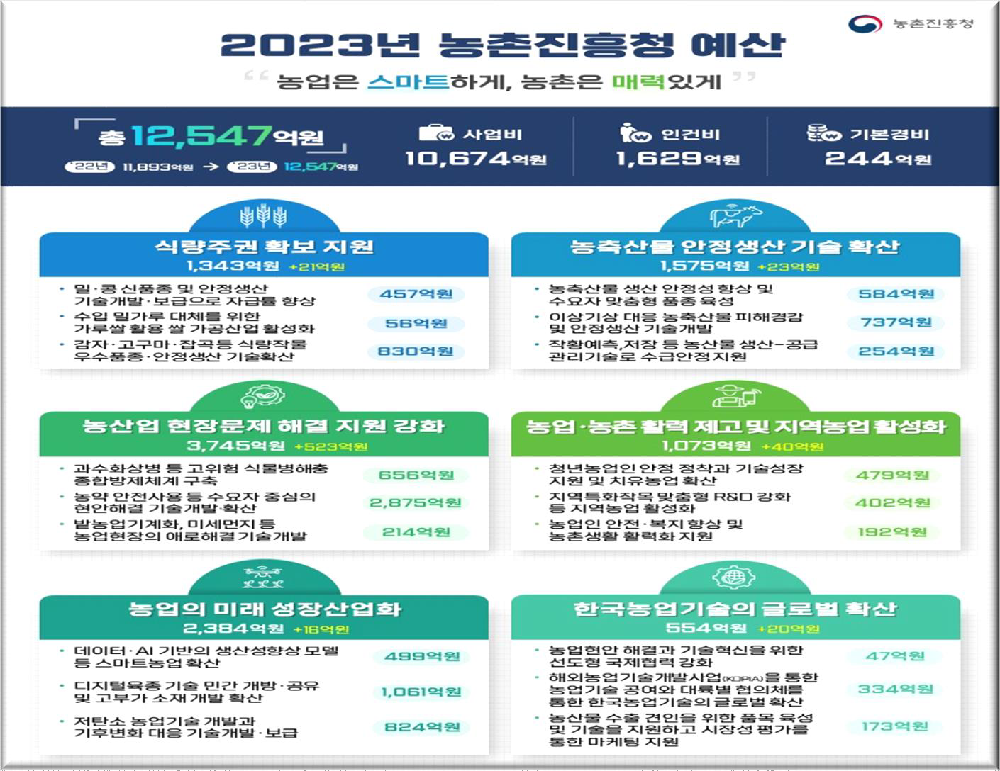 농촌진흥청
2023년 농촌진흥청 예산
“농업은 스마트하게, 농촌은 매력있게”
총 12,547억원
'22년 11,893억원 → '23년 12,547억원
사업비
10,674억원
인건비
1,629억원
기본경비
244억원
식량주권 확보 지원
1,343억원 +21억원
• 밀·콩 신품종 및 안정생산
기술개발·보급으로 자급률 향상
457억원
• 수입 밀가루 대체를 위한
가루쌀 활용 쌀 가공산업 활성화
56억원
• 감자·고구마·잡곡등 식량작물
우수품종·안정생산 기술확산
830억원
농축산물 안정생산 기술 확산
1,575억원 +23억원
• 농축산물 생산 안정성 향상 및
수요자 맞춤형 품종 육성
584억원
• 이상기상 대응 농축산물 피해경감
및 안정생산 기술개발
737억원
• 작황예측,저장 등 농산물 생산-공급
관리기술로 수급안정지원
254억원
농산업 현장문제 해결 지원 강화
3,745억원 +523억원
• 과수화상병 등 고위험 식물병해충
종합방제체계 구축
656억원
• 농약 안전사용 등 수요자 중심의
현안해결 기술개발·확산
2,875억원
• 밭농업기계화, 미세먼지 등
농업현장의 애로해결 기술개발
214억원
농업·농촌 활력 제고 및 지역농업 활성화
1,073억원 +40억원
• 청년농업인 안정 정착과 기술성장
지원 및 치유농업 확산
479억원
• 지역특화작목 맞춤형 R&D 강화
등 지역농업 활성화
402억원
• 농업인 안전·복지 향상 및
농촌생활 활력화 지원
192억원
농업의 미래 성장산업화
2,384억원 +16억원
• 데이터·AI 기반의 생산성향상 모델
등 스마트농업 확산
499억원
• 디지털육종 기술 민간 개방·공유
및 고부가 소재 개발 확산
1,061억원
• 저탄소 농업기술 개발과
기후변화 대응 기술개발·보급
824억원
한국농업기술의 글로벌 확산
554억원 +20억원
• 농업현안 해결과 기술혁신을 위한
선도형 국제협력 강화
47억원
• 해외농업기술개발사업(KOPIA)을 통한
농업기술 공여와 대륙별 협의체를
통한 한국농업기술의 글로벌 확산
334억원
• 농산물 수출 견인을 위한 품목 육성
및 기술을 지원하고 시장성 평가를
통한 마케팅 지원
173억원